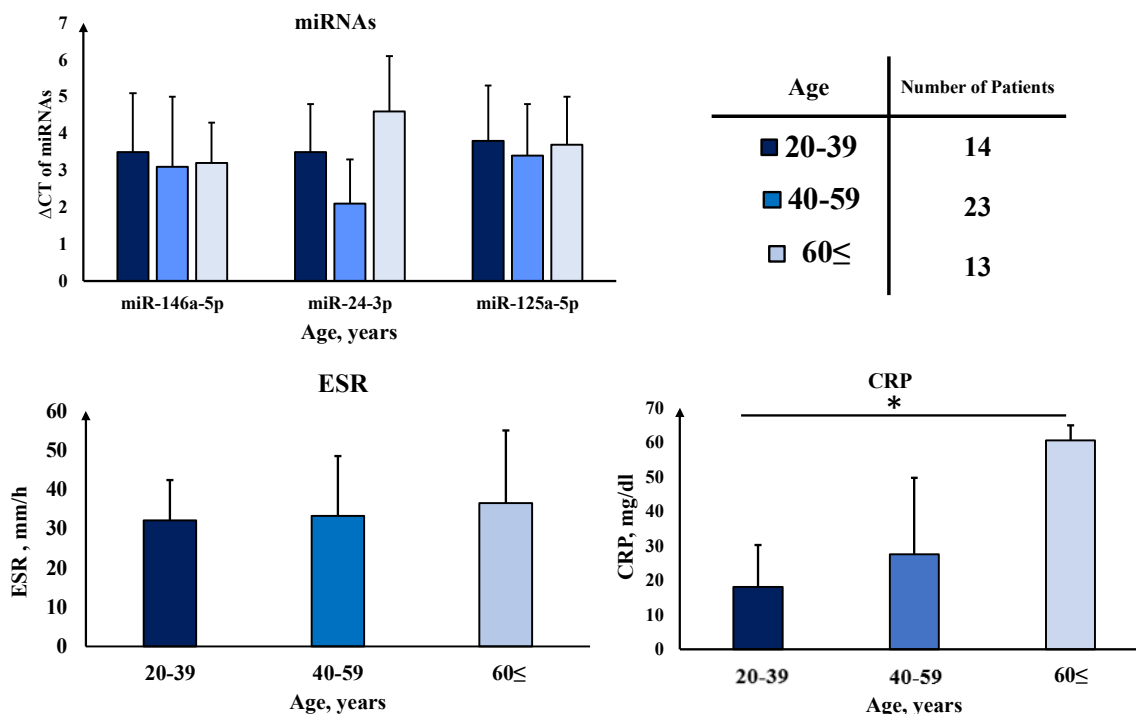 miRNAs
7
6
5
4
3
2
1
0
ΔCT of miRNAs
miR-146a-5p miR-24-3p miR-125a-5p
Age, years
Age Number of Patients
20-39 14
40-59 23
60≤ 13
ESR
60
50
40
30
20
10
0
ESR , mm/h
20-39 40-59 60≤
Age, years
CRP
*
70
60
50
40
30
20
10
0
CRP, mg/dl
20-39 40-59 60≤
Age, years